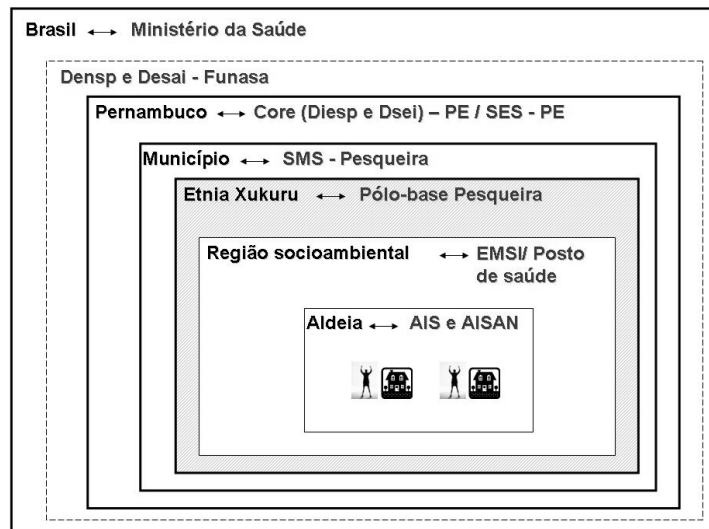 Brasil ↔ Ministério da Saúde
Densp e Desai - Funasa
Pernambuco ↔ Core (Diesp e Dsei) – PE / SES - PE
Município ↔ SMS - Pesqueira
Etnia Xukuru ↔ Pólo-base Pesqueira
Região socioambiental ↔ EMSI/ Posto
de saúde
Aldeia ↔ AIS e AISAN